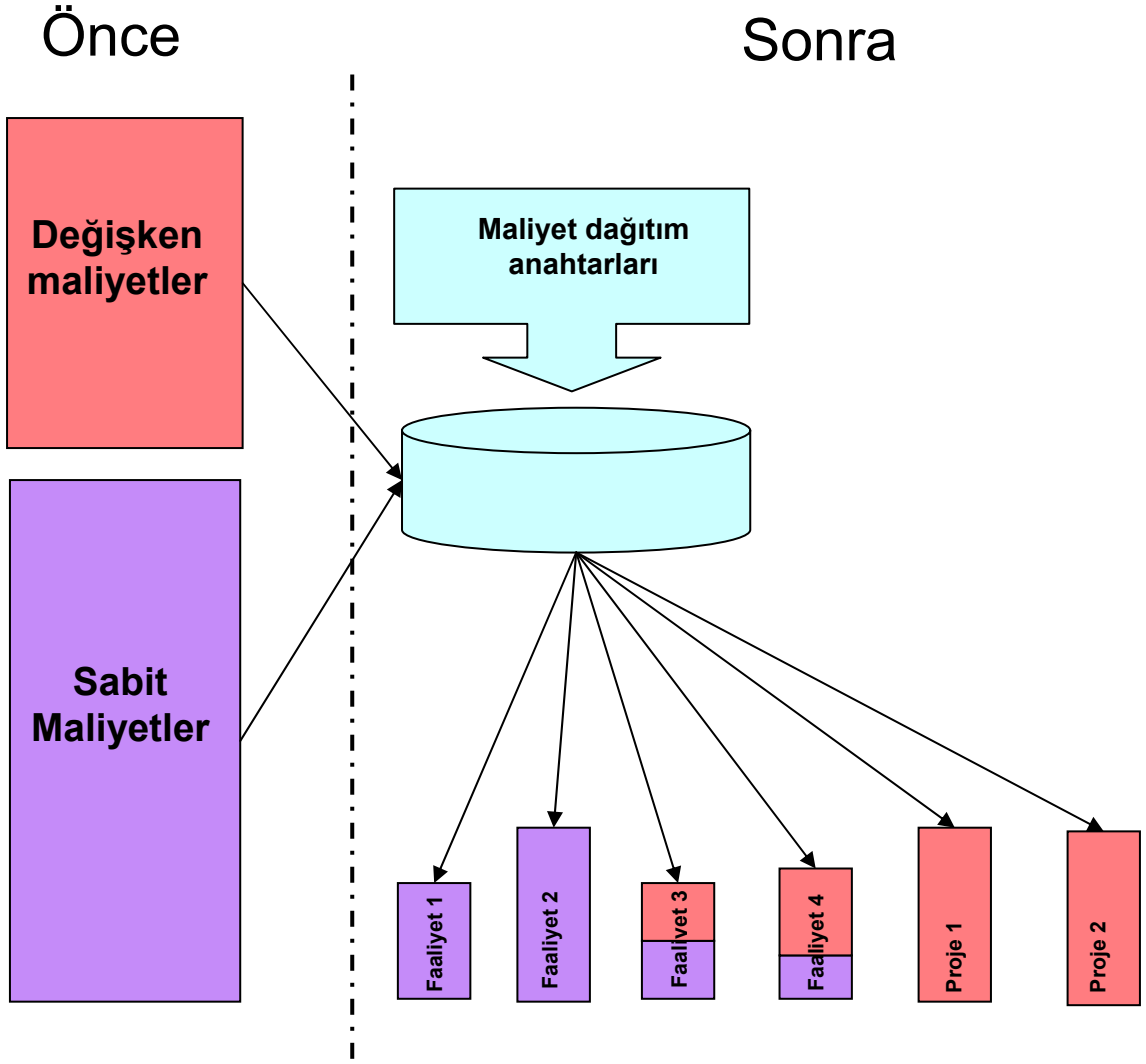 Önce
Sonra
Değişken
maliyetler
Maliyet dağıtım
anahtarları
Sabit
Maliyetler
Faaliyet 1
Faaliyet 2
Faaliyet 3
Faaliyet 4
Proje 1
Proje 2